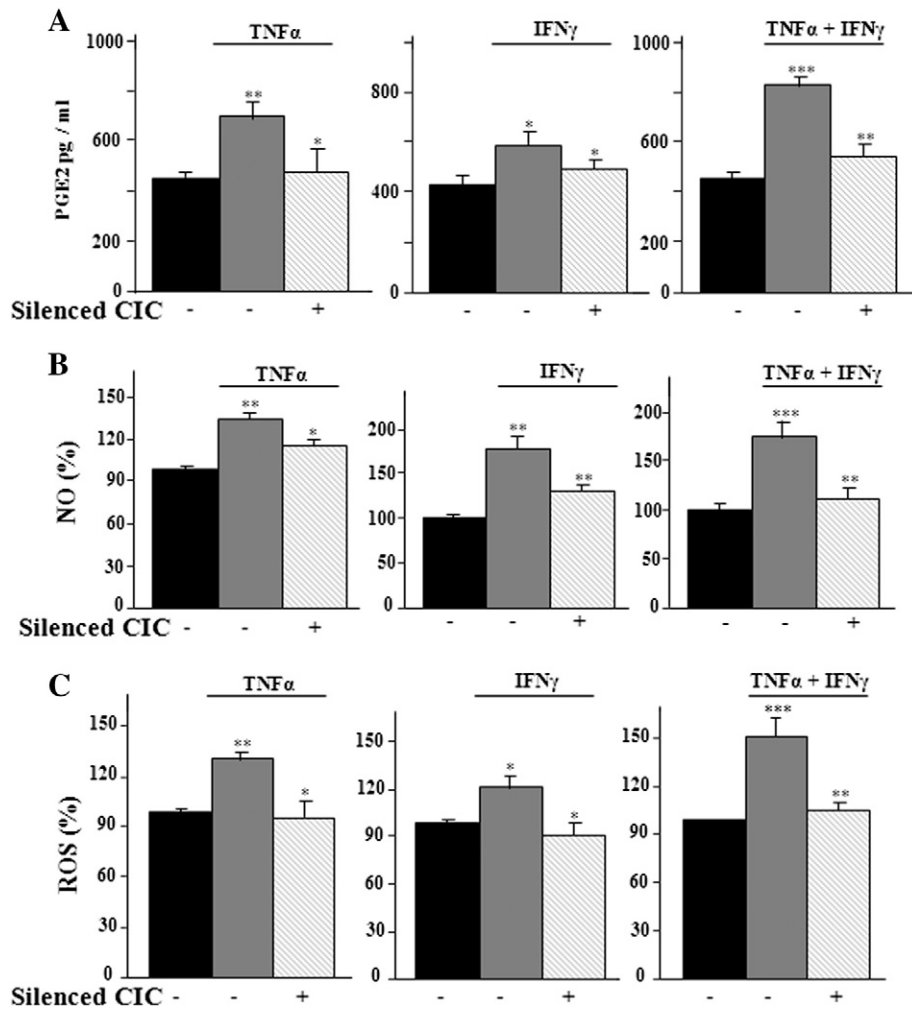 A
TNFα
IFNγ
TNFα + IFNγ
PGE2 pg / ml
1000
600
400
200
0
**
*
800
400
200
0
*
*
1000
600
400
200
0
***
**
Silenced CIC - - +
- - +
- - +
B
TNFα
IFNγ
TNFα + IFNγ
NO (%)
150
120
90
60
30
0
**
*
200
150
100
50
0
**
**
200
150
100
50
0
***
**
Silenced CIC - - +
- - +
- - +
C
TNFα
IFNγ
TNFα + IFNγ
ROS (%)
150
120
90
60
30
0
**
*
150
120
90
60
30
0
*
*
150
120
90
60
30
0
***
**
Silenced CIC - - +
- - +
- - +